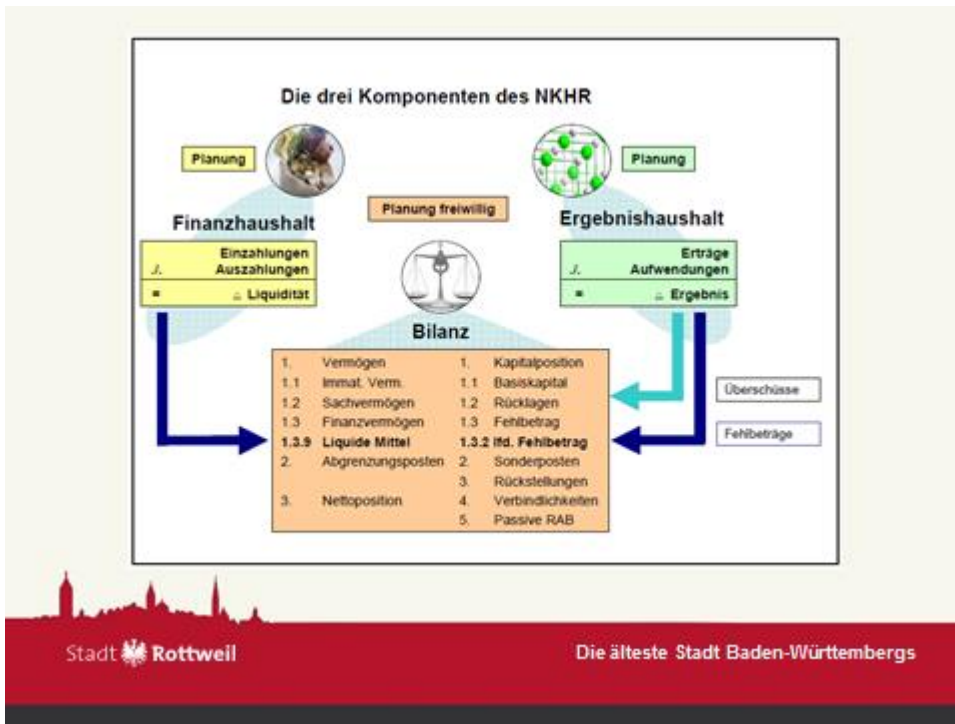 Die drei Komponenten des NKHR
Planung
Planung
Planung freiwillig
Finanzhaushalt
Ergebnishaushalt
Einzahlungen
./. Auszahlungen
= △ Liquidität
Erträge
./. Aufwendungen
= △ Ergebnis
Bilanz
1. Vermögen
1.1 Immat. Verm.
1.2 Sachvermögen
1.3 Finanzvermögen
1.3.9 Liquide Mittel
2. Abgrenzungsposten
3. Nettoposition
1. Kapitalposition
1.1 Basiskapital
1.2 Rücklagen
1.3 Fehlbetrag
1.3.2 lfd. Fehlbetrag
2. Sonderposten
3. Rückstellungen
4. Verbindlichkeiten
5. Passive RAB
Überschüsse
Fehlbeträge
Stadt Rottweil
Die älteste Stadt Baden-Württembergs